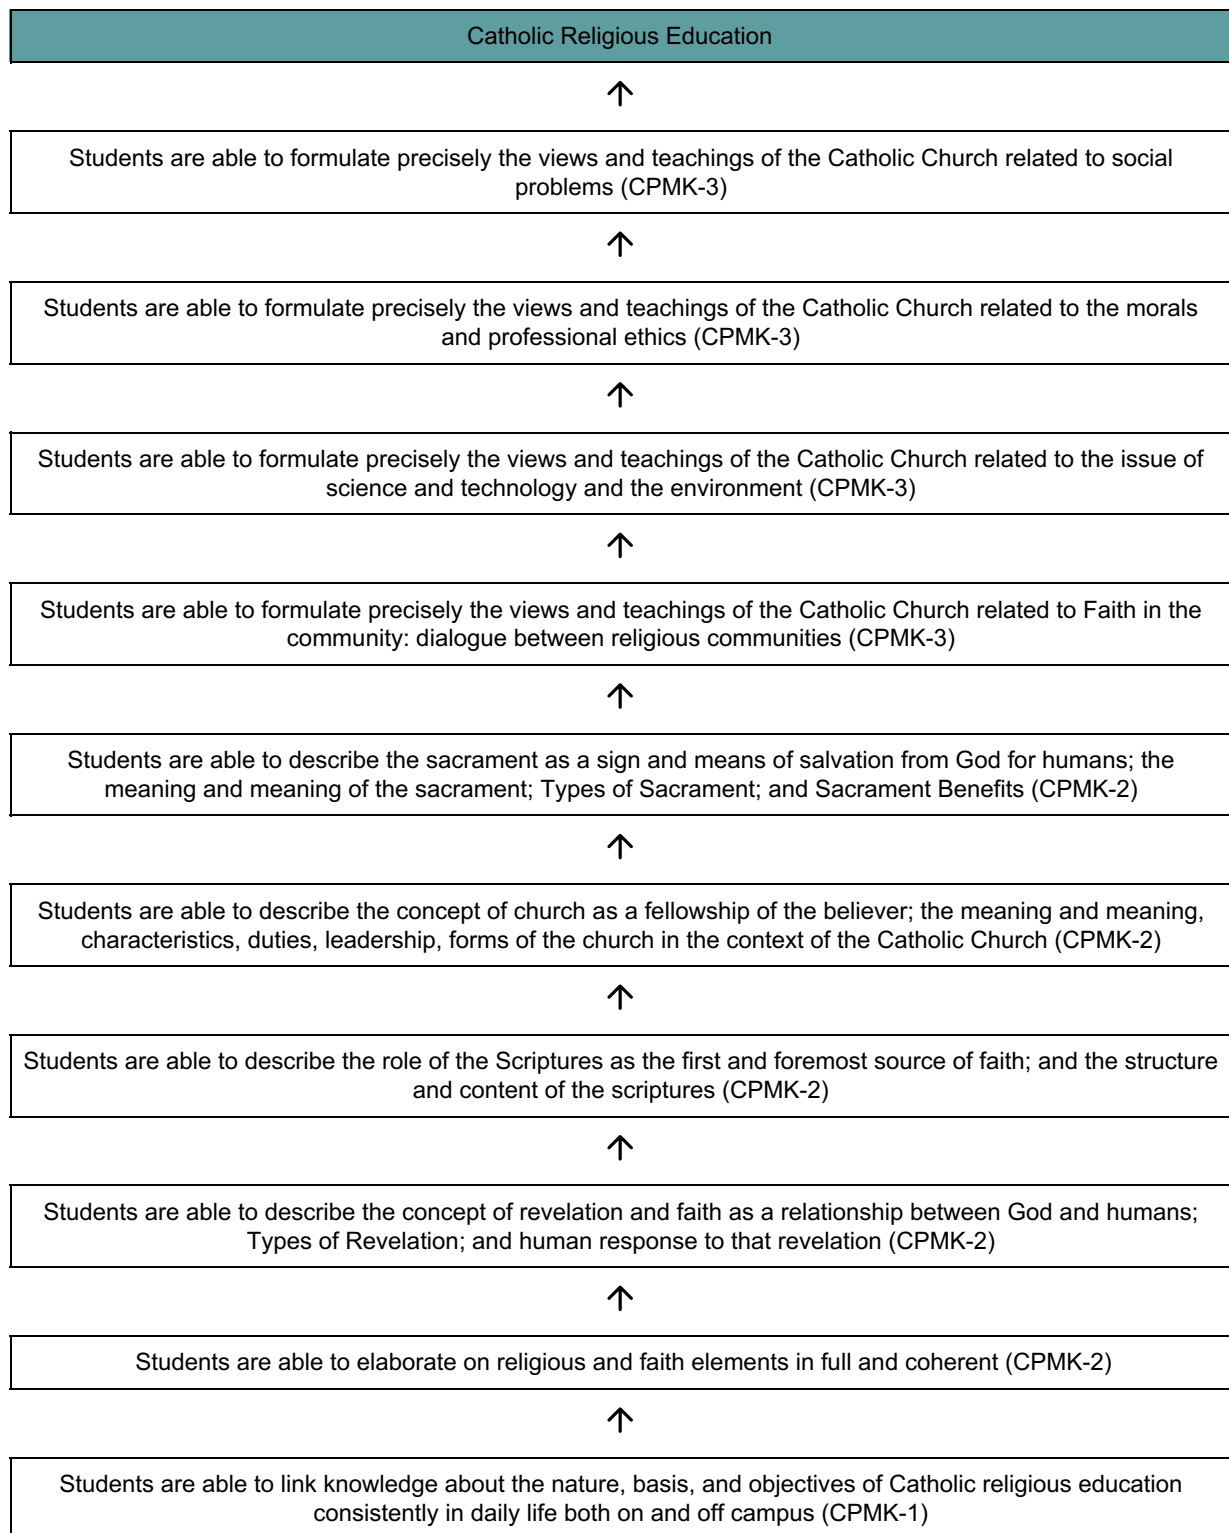 Catholic Religious Education
↑
Students are able to formulate precisely the views and teachings of the Catholic Church related to social
problems (CPMK-3)
↑
Students are able to formulate precisely the views and teachings of the Catholic Church related to the morals
and professional ethics (CPMK-3)
↑
Students are able to formulate precisely the views and teachings of the Catholic Church related to the issue of
science and technology and the environment (CPMK-3)
↑
Students are able to formulate precisely the views and teachings of the Catholic Church related to Faith in the
community: dialogue between religious communities (CPMK-3)
↑
Students are able to describe the sacrament as a sign and means of salvation from God for humans; the
meaning and meaning of the sacrament; Types of Sacrament; and Sacrament Benefits (CPMK-2)
↑
Students are able to describe the concept of church as a fellowship of the believer; the meaning and meaning,
characteristics, duties, leadership, forms of the church in the context of the Catholic Church (CPMK-2)
↑
Students are able to describe the role of the Scriptures as the first and foremost source of faith; and the structure
and content of the scriptures (CPMK-2)
↑
Students are able to describe the concept of revelation and faith as a relationship between God and humans;
Types of Revelation; and human response to that revelation (CPMK-2)
↑
Students are able to elaborate on religious and faith elements in full and coherent (CPMK-2)
↑
Students are able to link knowledge about the nature, basis, and objectives of Catholic religious education
consistently in daily life both on and off campus (CPMK-1)